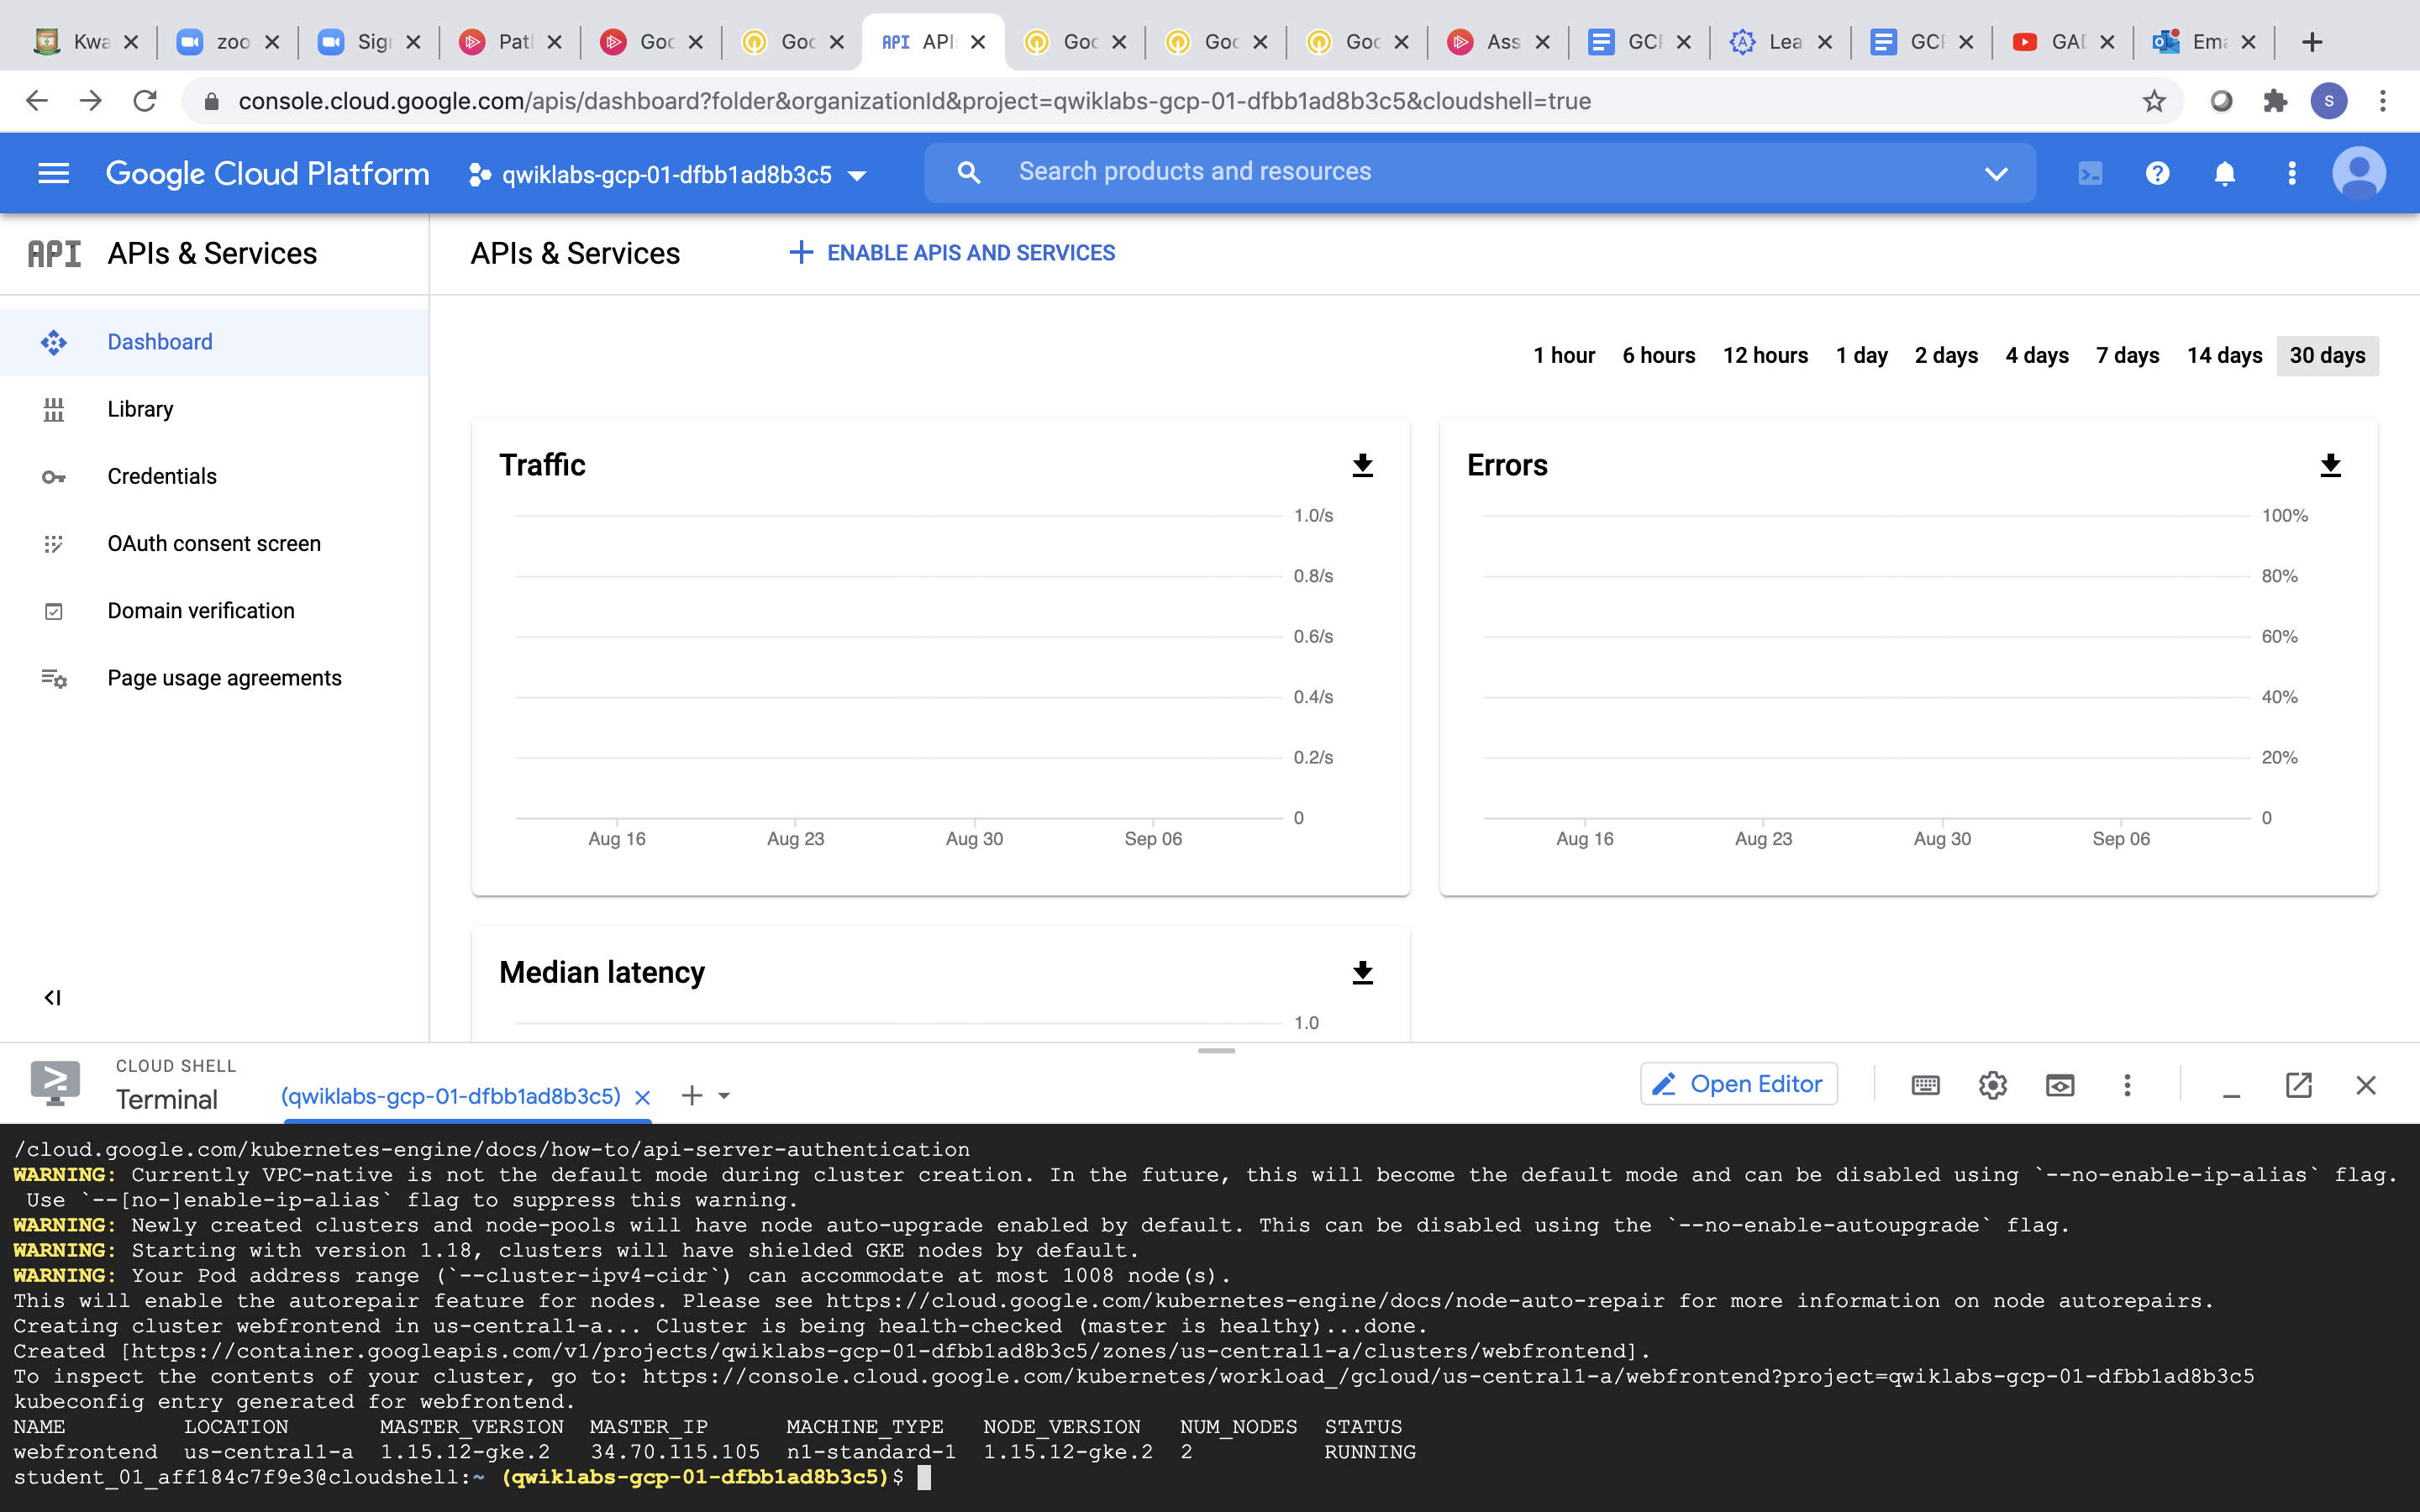 Kwa
zoo
Sig
Pat
Goo
Goo
API API
Goo
Goo
Goo
Ass
GC
Lea
GC
GA
Ema
console.cloud.google.com/apis/dashboard?folder&organizationId&project=qwiklabs-gcp-01-dfbb1ad8b3c5&cloudshell=true
S
Google Cloud Platform
qwiklabs-gcp-01-dfbb1ad8b3c5
Search products and resources
API APIs & Services
APIs & Services
ENABLE APIS AND SERVICES
Dashboard
Library
Credentials
OAuth consent screen
Domain verification
Page usage agreements
1 hour 6 hours 12 hours 1 day 2 days 4 days 7 days 14 days 30 days
Traffic
1.0/s
0.8/s
0.6/s
0.4/s
0.2/s
0
Aug 16 Aug 23 Aug 30 Sep 06
Errors
100%
80%
60%
40%
20%
0
Aug 16 Aug 23 Aug 30 Sep 06
Median latency
1.0
CLOUD SHELL
Terminal
(qwiklabs-gcp-01-dfbb1ad8b3c5)
Open Editor
/cloud.google.com/kubernetes-engine/docs/how-to/api-server-authentication
WARNING: Currently VPC-native is not the default mode during cluster creation. In the future, this will become the default mode and can be disabled using `--no-enable-ip-alias` flag.
Use `--[no-]enable-ip-alias` flag to suppress this warning.
WARNING: Newly created clusters and node-pools will have node auto-upgrade enabled by default. This can be disabled using the `--no-enable-autoupgrade` flag.
WARNING: Starting with version 1.18, clusters will have shielded GKE nodes by default.
WARNING: Your Pod address range (`--cluster-ipv4-cidr`) can accommodate at most 1008 node(s).
This will enable the autorepair feature for nodes. Please see https://cloud.google.com/kubernetes-engine/docs/node-auto-repair for more information on node autorepairs.
Creating cluster webfrontend in us-central1-a... Cluster is being health-checked (master is healthy)...done.
Created [https://container.googleapis.com/v1/projects/qwiklabs-gcp-01-dfbb1ad8b3c5/zones/us-central1-a/clusters/webfrontend].
To inspect the contents of your cluster, go to: https://console.cloud.google.com/kubernetes/workload_/gcloud/us-central1-a/webfrontend?project=qwiklabs-gcp-01-dfbb1ad8b3c5
kubeconfig entry generated for webfrontend.
NAME LOCATION MASTER_VERSION MASTER_IP MACHINE_TYPE NODE_VERSION NUM_NODES STATUS
webfrontend us-central1-a 1.15.12-gke.2 34.70.115.105 n1-standard-1 1.15.12-gke.2 2 RUNNING
student_01_aff184c7f9e3@cloudshell:~ (qwiklabs-gcp-01-dfbb1ad8b3c5)$